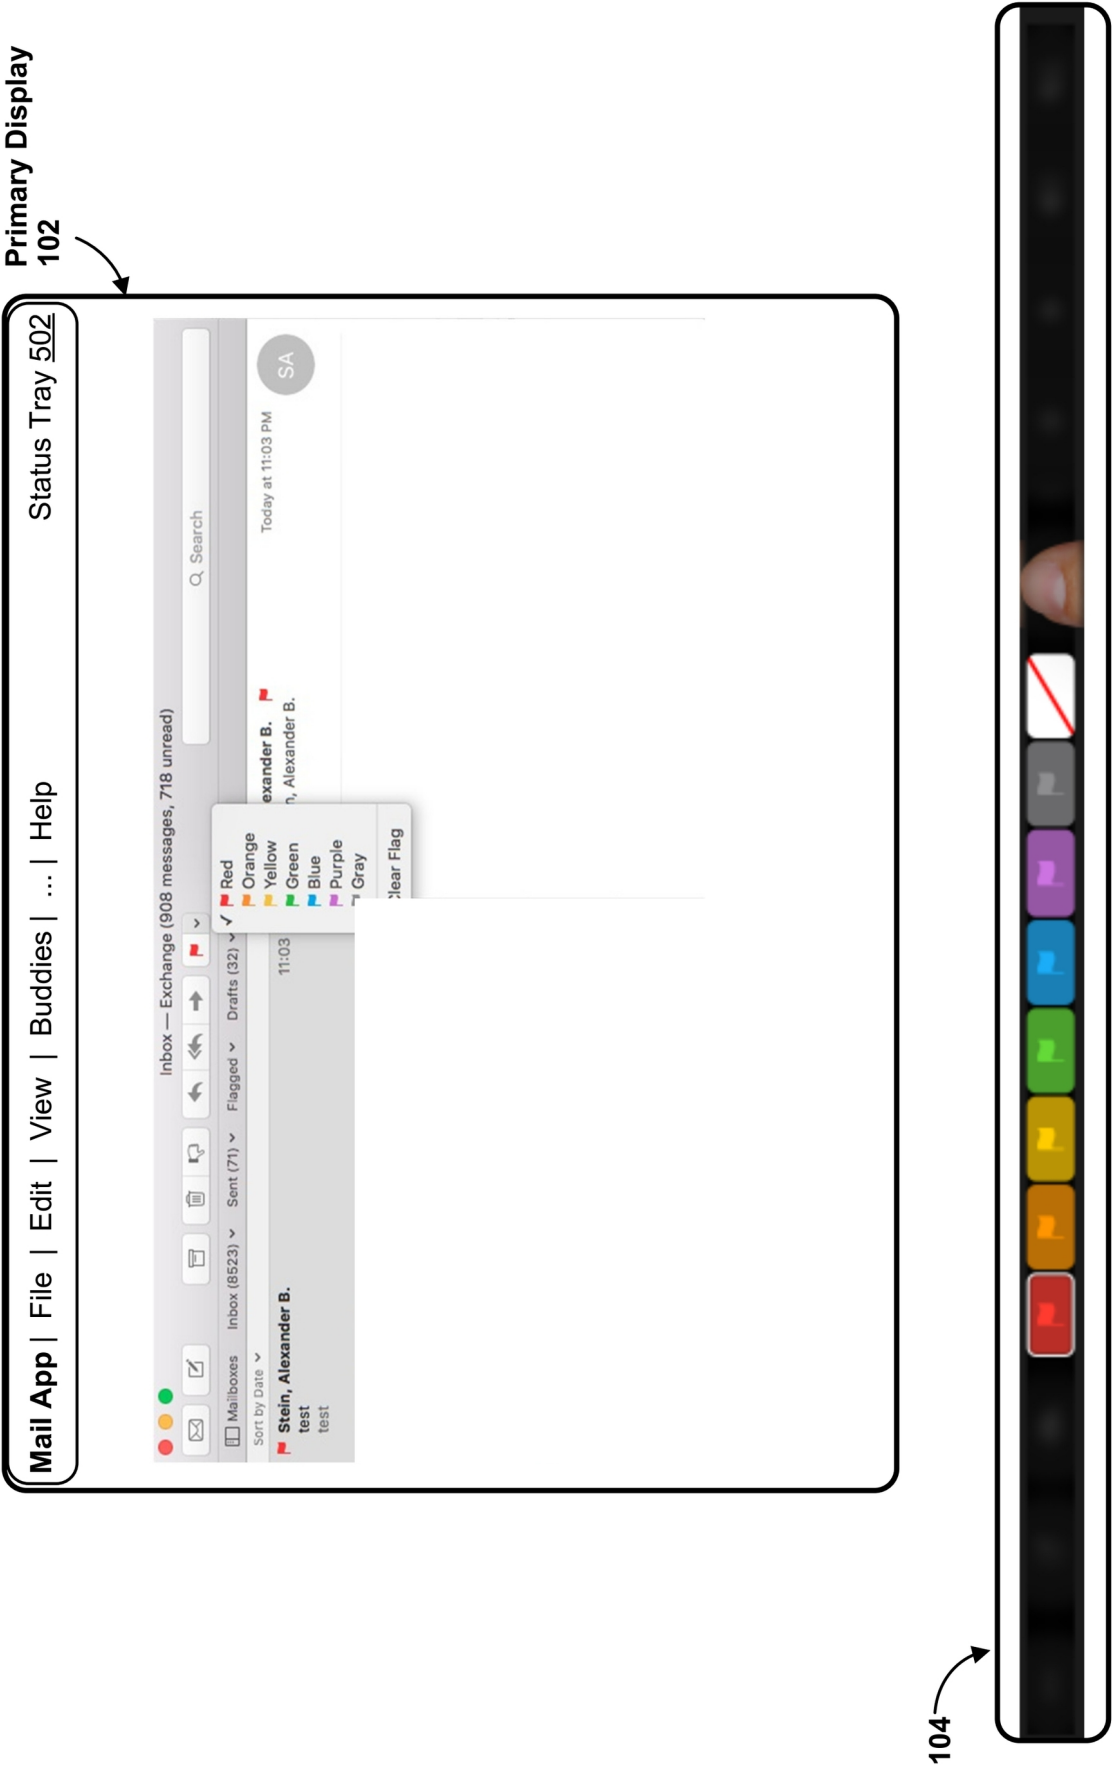 Primary Display
102
Mail App | File | Edit | View | Buddies | ... | Help
Status Tray 502
Inbox — Exchange (908 messages, 718 unread)
Search
Mailboxes Inbox (8523) Sent (71) Flagged Drafts (32)
Sort by Date
Stein, Alexander B. 11:03
test
test
✓ Red
Orange
Yellow
Green
Blue
Purple
Gray
lear Flag
exander B.
n, Alexander B.
Today at 11:03 PM
SA
104